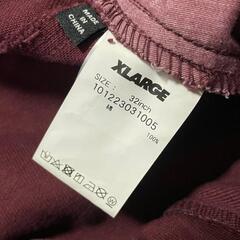 MADE IN
CHINA
XLARGE
SIZE: 32inch
101223031005
綿 100%